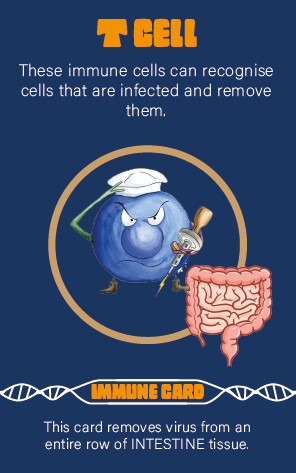 T CELL
These immune cells can recognise
cells that are infected and remove
them.
IMMUNE CARD
This card removes virus from an
entire row of INTESTINE tissue.